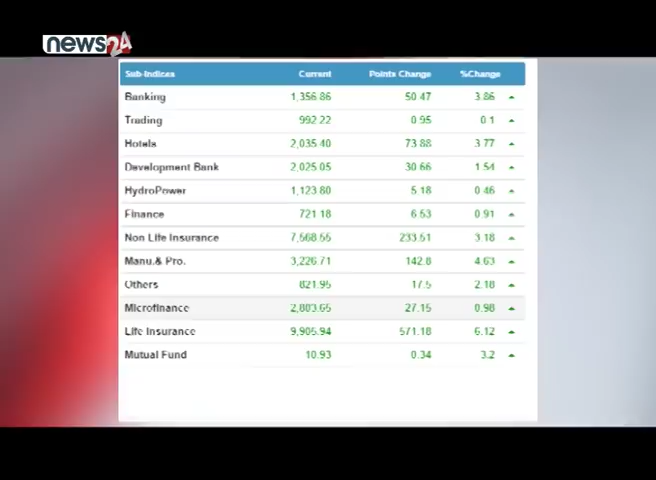 news24
Sub-Indices Current Points Change %Change
Banking 1,356.86 50.47 3.86
Trading 992.22 0.95 0.1
Hotels 2,035.40 73.88 3.77
Development Bank 2,025.05 30.66 1.54
HydroPower 1,123.80 5.18 0.46
Finance 721.18 6.53 0.91
Non Life Insurance 7,568.55 233.51 3.18
Manu.& Pro. 3,226.71 142.8 4.63
Others 821.95 17.5 2.18
Microfinance 2,803.65 27.15 0.98
Life Insurance 9,905.94 571.18 6.12
Mutual Fund 10.93 0.34 3.2